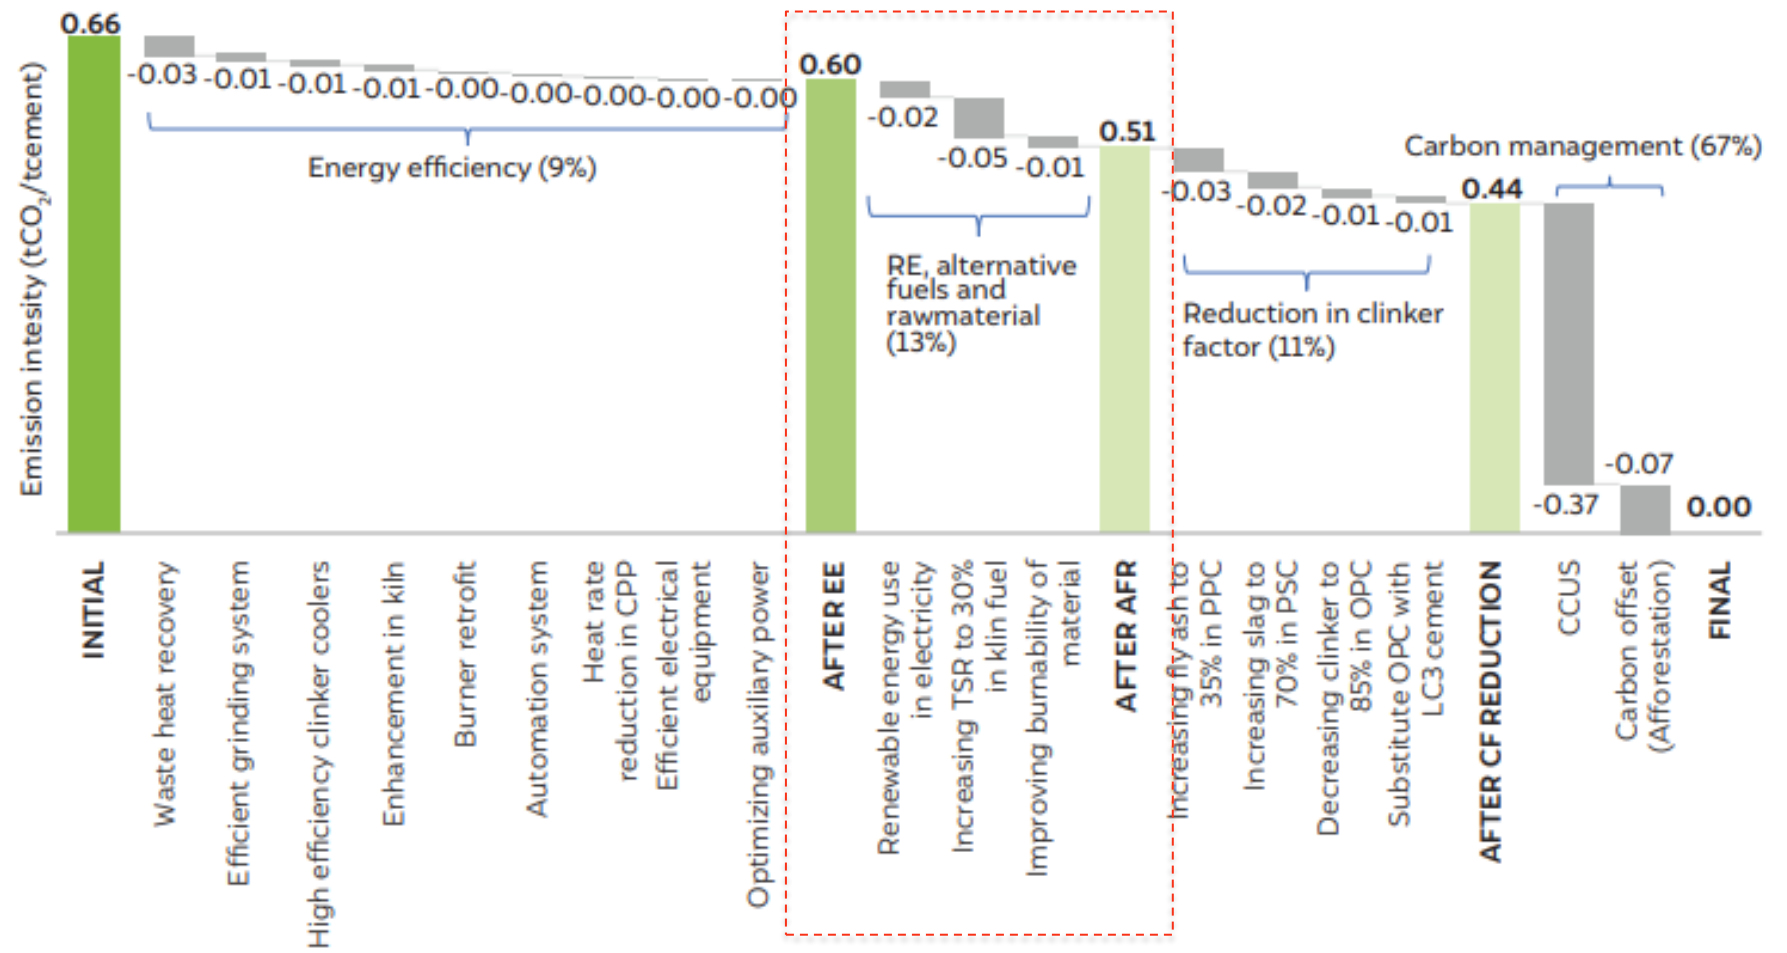 Emission intesity (tCO2/tcement)
0.66
-0.03
-0.01
-0.01
-0.01
-0.00
-0.00
-0.00
-0.00
-0.00
Energy efficiency (9%)
0.60
-0.02
-0.05
-0.01
RE, alternative
fuels and
rawmaterial
(13%)
0.51
-0.03
-0.02
-0.01
-0.01
Reduction in clinker
factor (11%)
0.44
Carbon management (67%)
-0.37
-0.07
0.00
INITIAL
Waste heat recovery
Efficient grinding system
High efficiency clinker coolers
Enhancement in kiln
Burner retrofit
Automation system
Heat rate
reduction in CPP
Efficient electrical
equipment
Optimizing auxiliary power
AFTER EE
Renewable energy use
in electricity
Increasing TSR to 30%
in klin fuel
Improving burnability of
material
AFTER AFR
Increasing fly ash to
35% in PPC
Increasing slag to
70% in PSC
Decreasing clinker to
85% in OPC
Substitute OPC with
LC3 cement
AFTER CF REDUCTION
CCUS
Carbon offset
(Afforestation)
FINAL